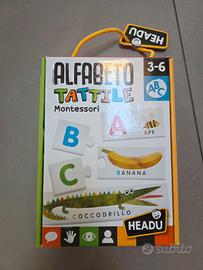 HEADU
ALFABETO
TATTILE
Montessori
3-6
ABC
A
APE
B
BANANA
C
COCCODRILLO
HEADU
subito